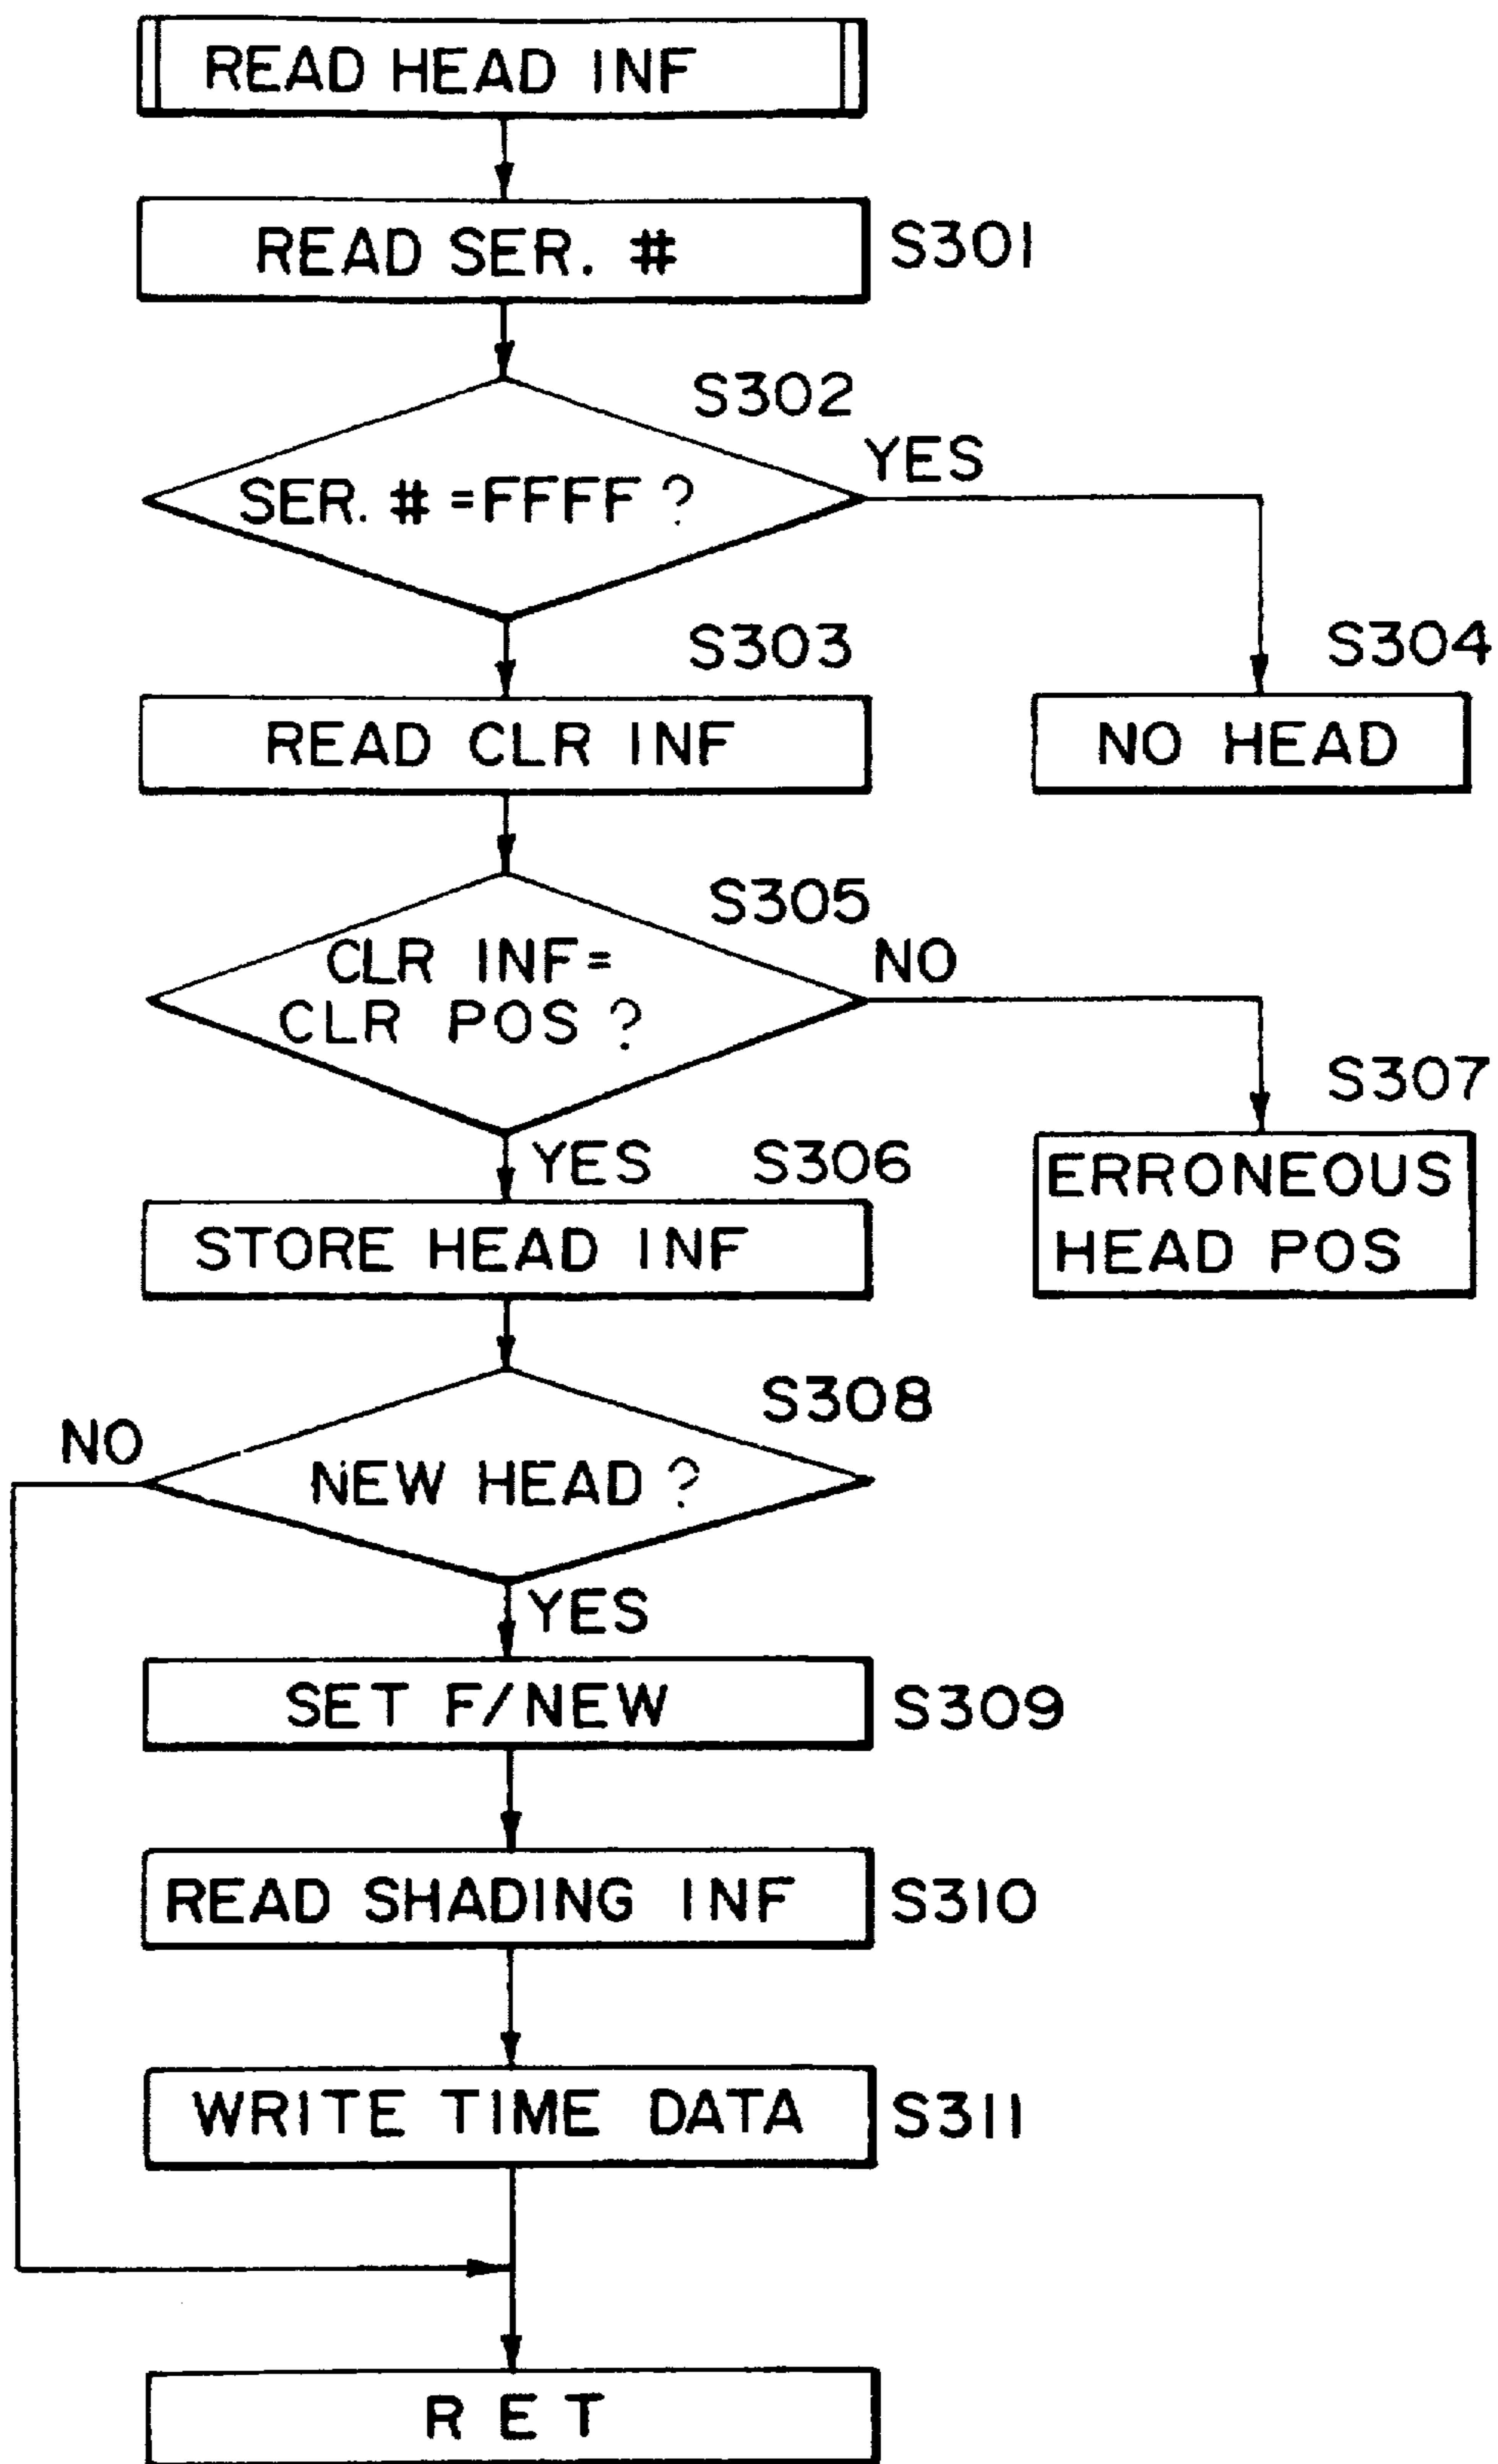 READ HEAD INF
READ SER. #
S301
S302
SER. # =FFFF ?
YES
S303
S304
READ CLR INF
NO HEAD
S305
CLR INF=
CLR POS ?
NO
S307
YES
S306
ERRONEOUS
HEAD POS
STORE HEAD INF
S308
NO
NEW HEAD ?
YES
SET F/NEW
S309
READ SHADING INF
S310
WRITE TIME DATA
S311
RET